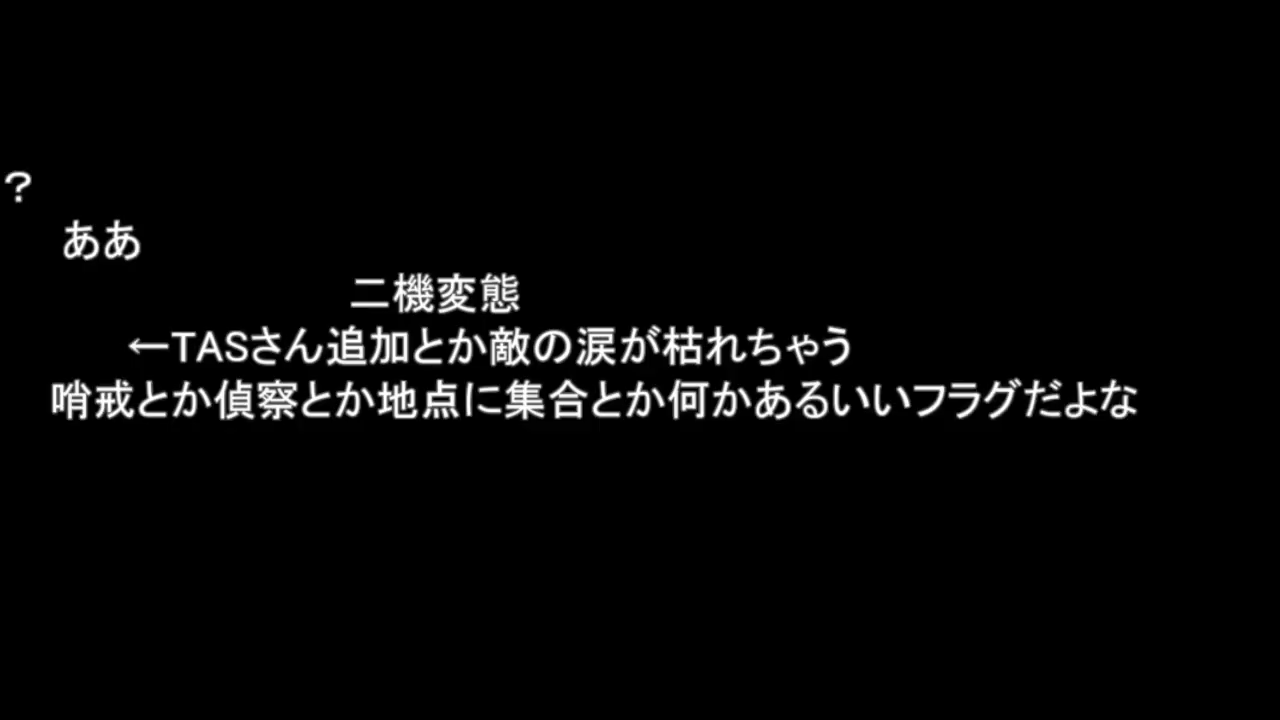 ？
ああ
二機変態
←TASさん追加とか敵の涙が枯れちゃう
哨戒とか偵察とか地点に集合とか何かあるいいフラグだよな